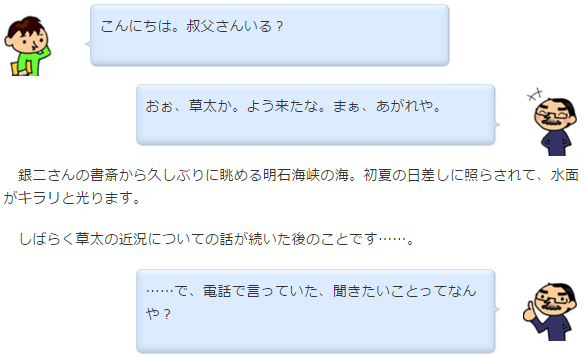 こんにちは。叔父さんいる？
おぉ、草太か。よう来たな。まぁ、あがれや。
　銀二さんの書斎から久しぶりに眺める明石海峡の海。初夏の日差しに照らされて、水面
がキラリと光ります。
　しばらく草太の近況についての話が続いた後のことです……。
……で、電話で言っていた、聞きたいことってなん
や？